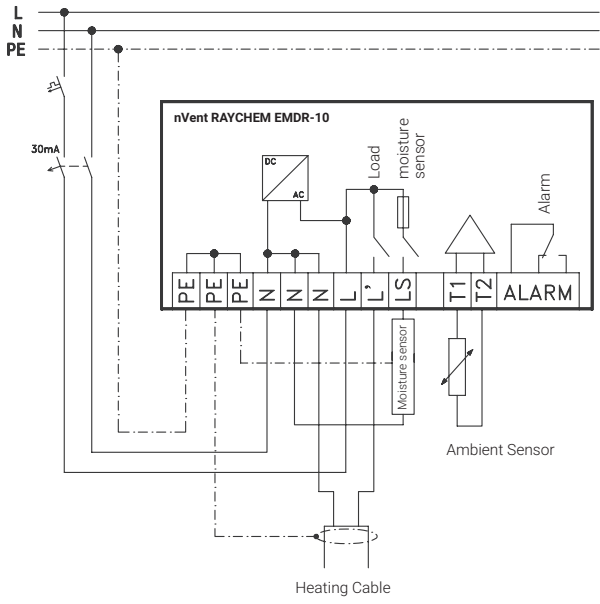 L
N
PE
nVent RAYCHEM EMDR-10
30mA
DC
AC
Load
moisture
sensor
Alarm
PE
PE
PE
N
N
N
L
L'
LS
T1
T2
ALARM
Moisture sensor
Ambient Sensor
Heating Cable